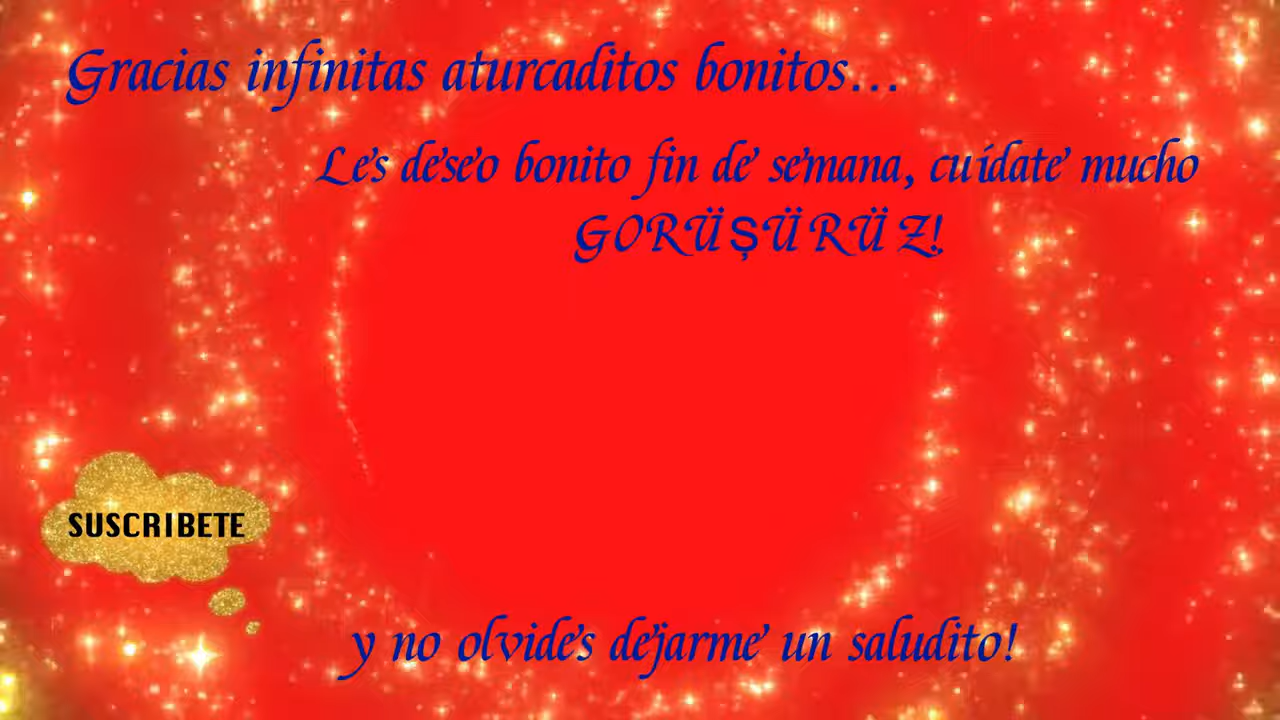 Gracias infinitas aturcaditos bonitos...
Les deseo bonito fin de semana, cuídate mucho
GORÜŞÜRÜZ!
SUSCRIBETE
y no olvides dejarme un saludito!